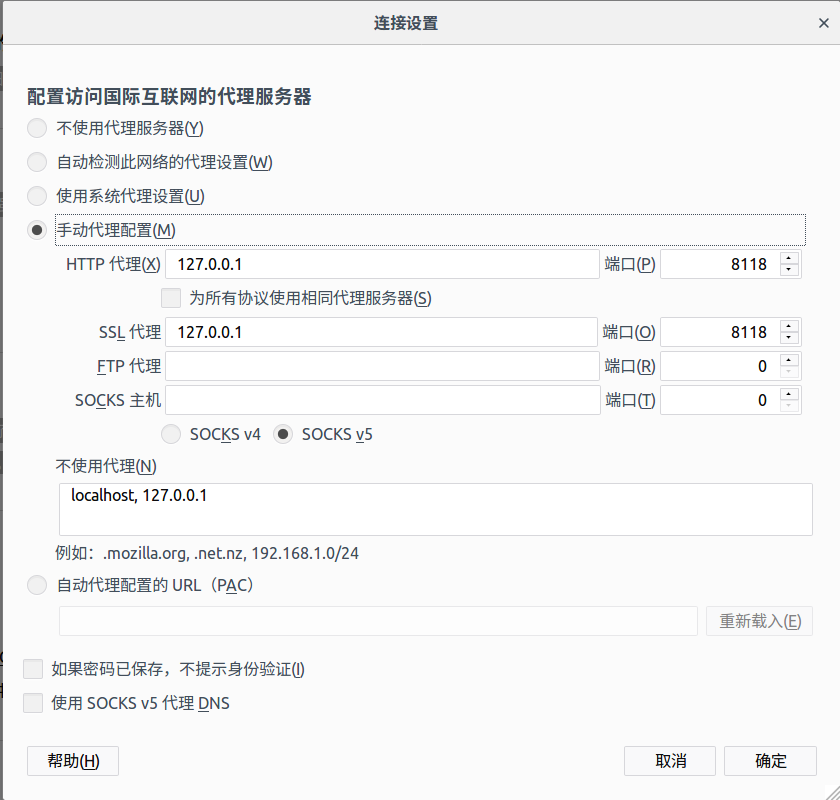 连接设置
配置访问国际互联网的代理服务器
不使用代理服务器(Y)
自动检测此网络的代理设置(W)
使用系统代理设置(U)
手动代理配置(M)
HTTP 代理(X) 127.0.0.1 端口(P) 8118
为所有协议使用相同代理服务器(S)
SSL 代理 127.0.0.1 端口(O) 8118
FTP 代理 端口(R) 0
SOCKS 主机 端口(T) 0
SOCKS v4 SOCKS v5
不使用代理(N)
localhost, 127.0.0.1
例如：.mozilla.org, .net.nz, 192.168.1.0/24
自动代理配置的 URL（PAC）
重新载入(E)
如果密码已保存，不提示身份验证(I)
使用 SOCKS v5 代理 DNS
帮助(H) 取消 确定